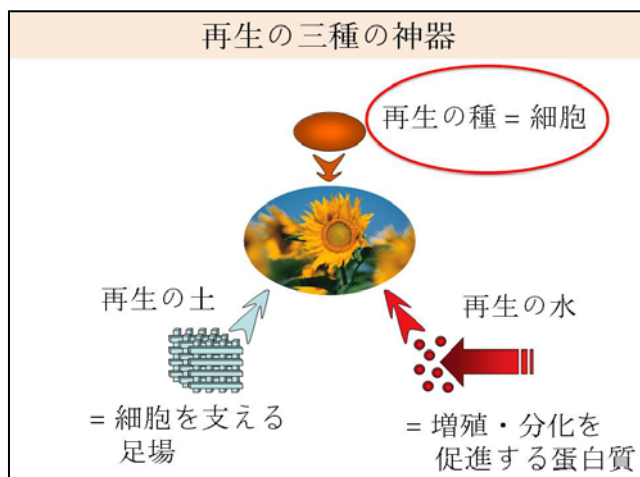 再生の三種の神器
再生の種 = 細胞
再生の土
= 細胞を支える
足場
再生の水
= 増殖・分化を
促進する蛋白質